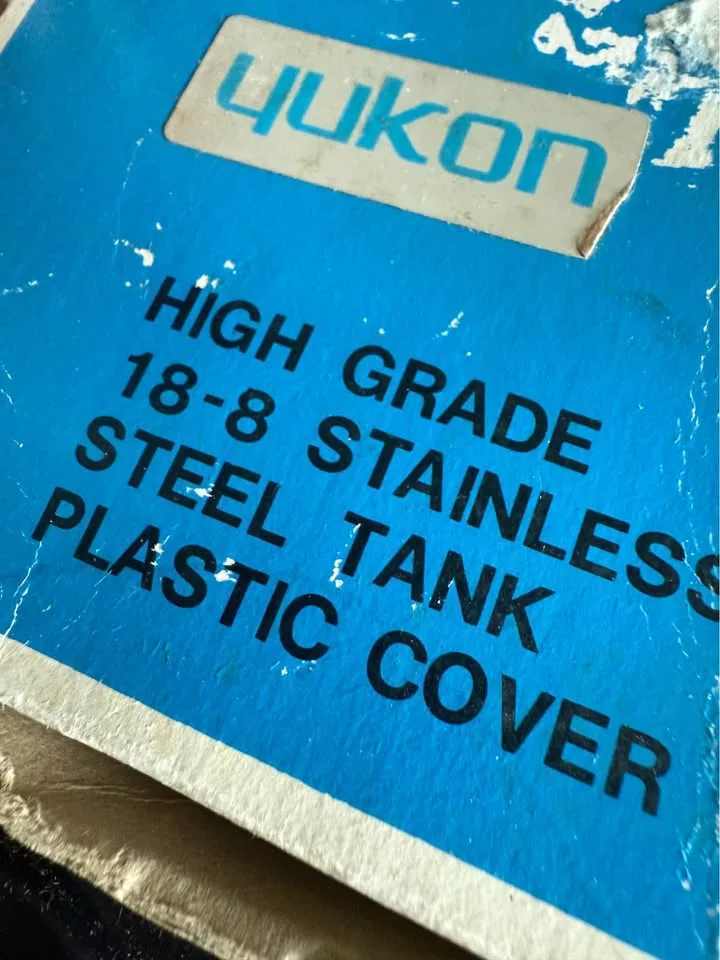 yukon
HIGH GRADE
18-8 STAINLESS
STEEL TANK
PLASTIC COVER